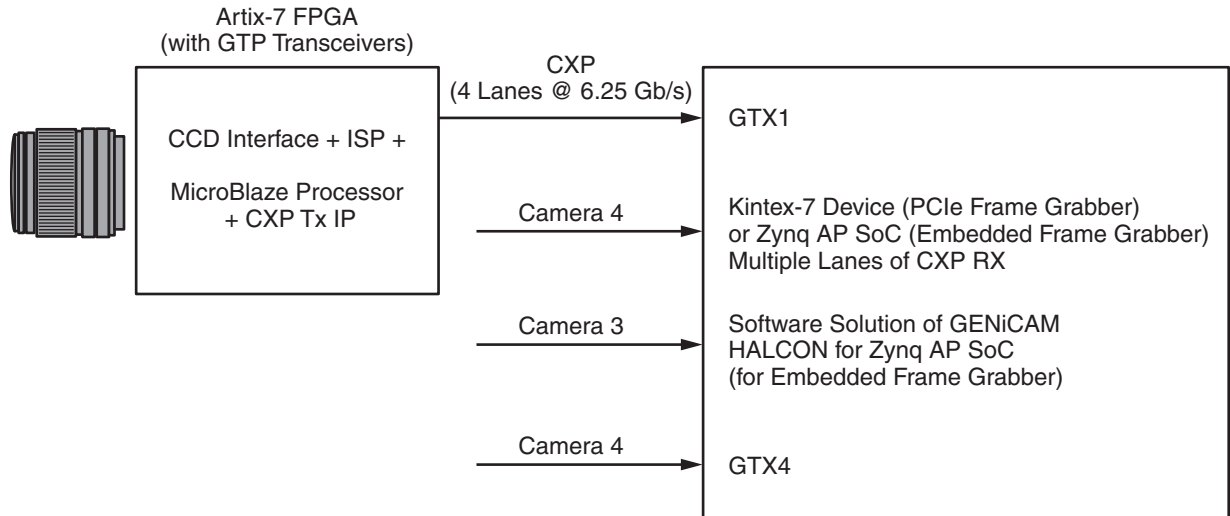 Artix-7 FPGA
(with GTP Transceivers)
CCD Interface + ISP +
MicroBlaze Processor
+ CXP Tx IP
CXP
(4 Lanes @ 6.25 Gb/s)
GTX1
Camera 4
Kintex-7 Device (PCIe Frame Grabber)
or Zynq AP SoC (Embedded Frame Grabber)
Multiple Lanes of CXP RX
Camera 3
Software Solution of GENiCAM
HALCON for Zynq AP SoC
(for Embedded Frame Grabber)
Camera 4
GTX4